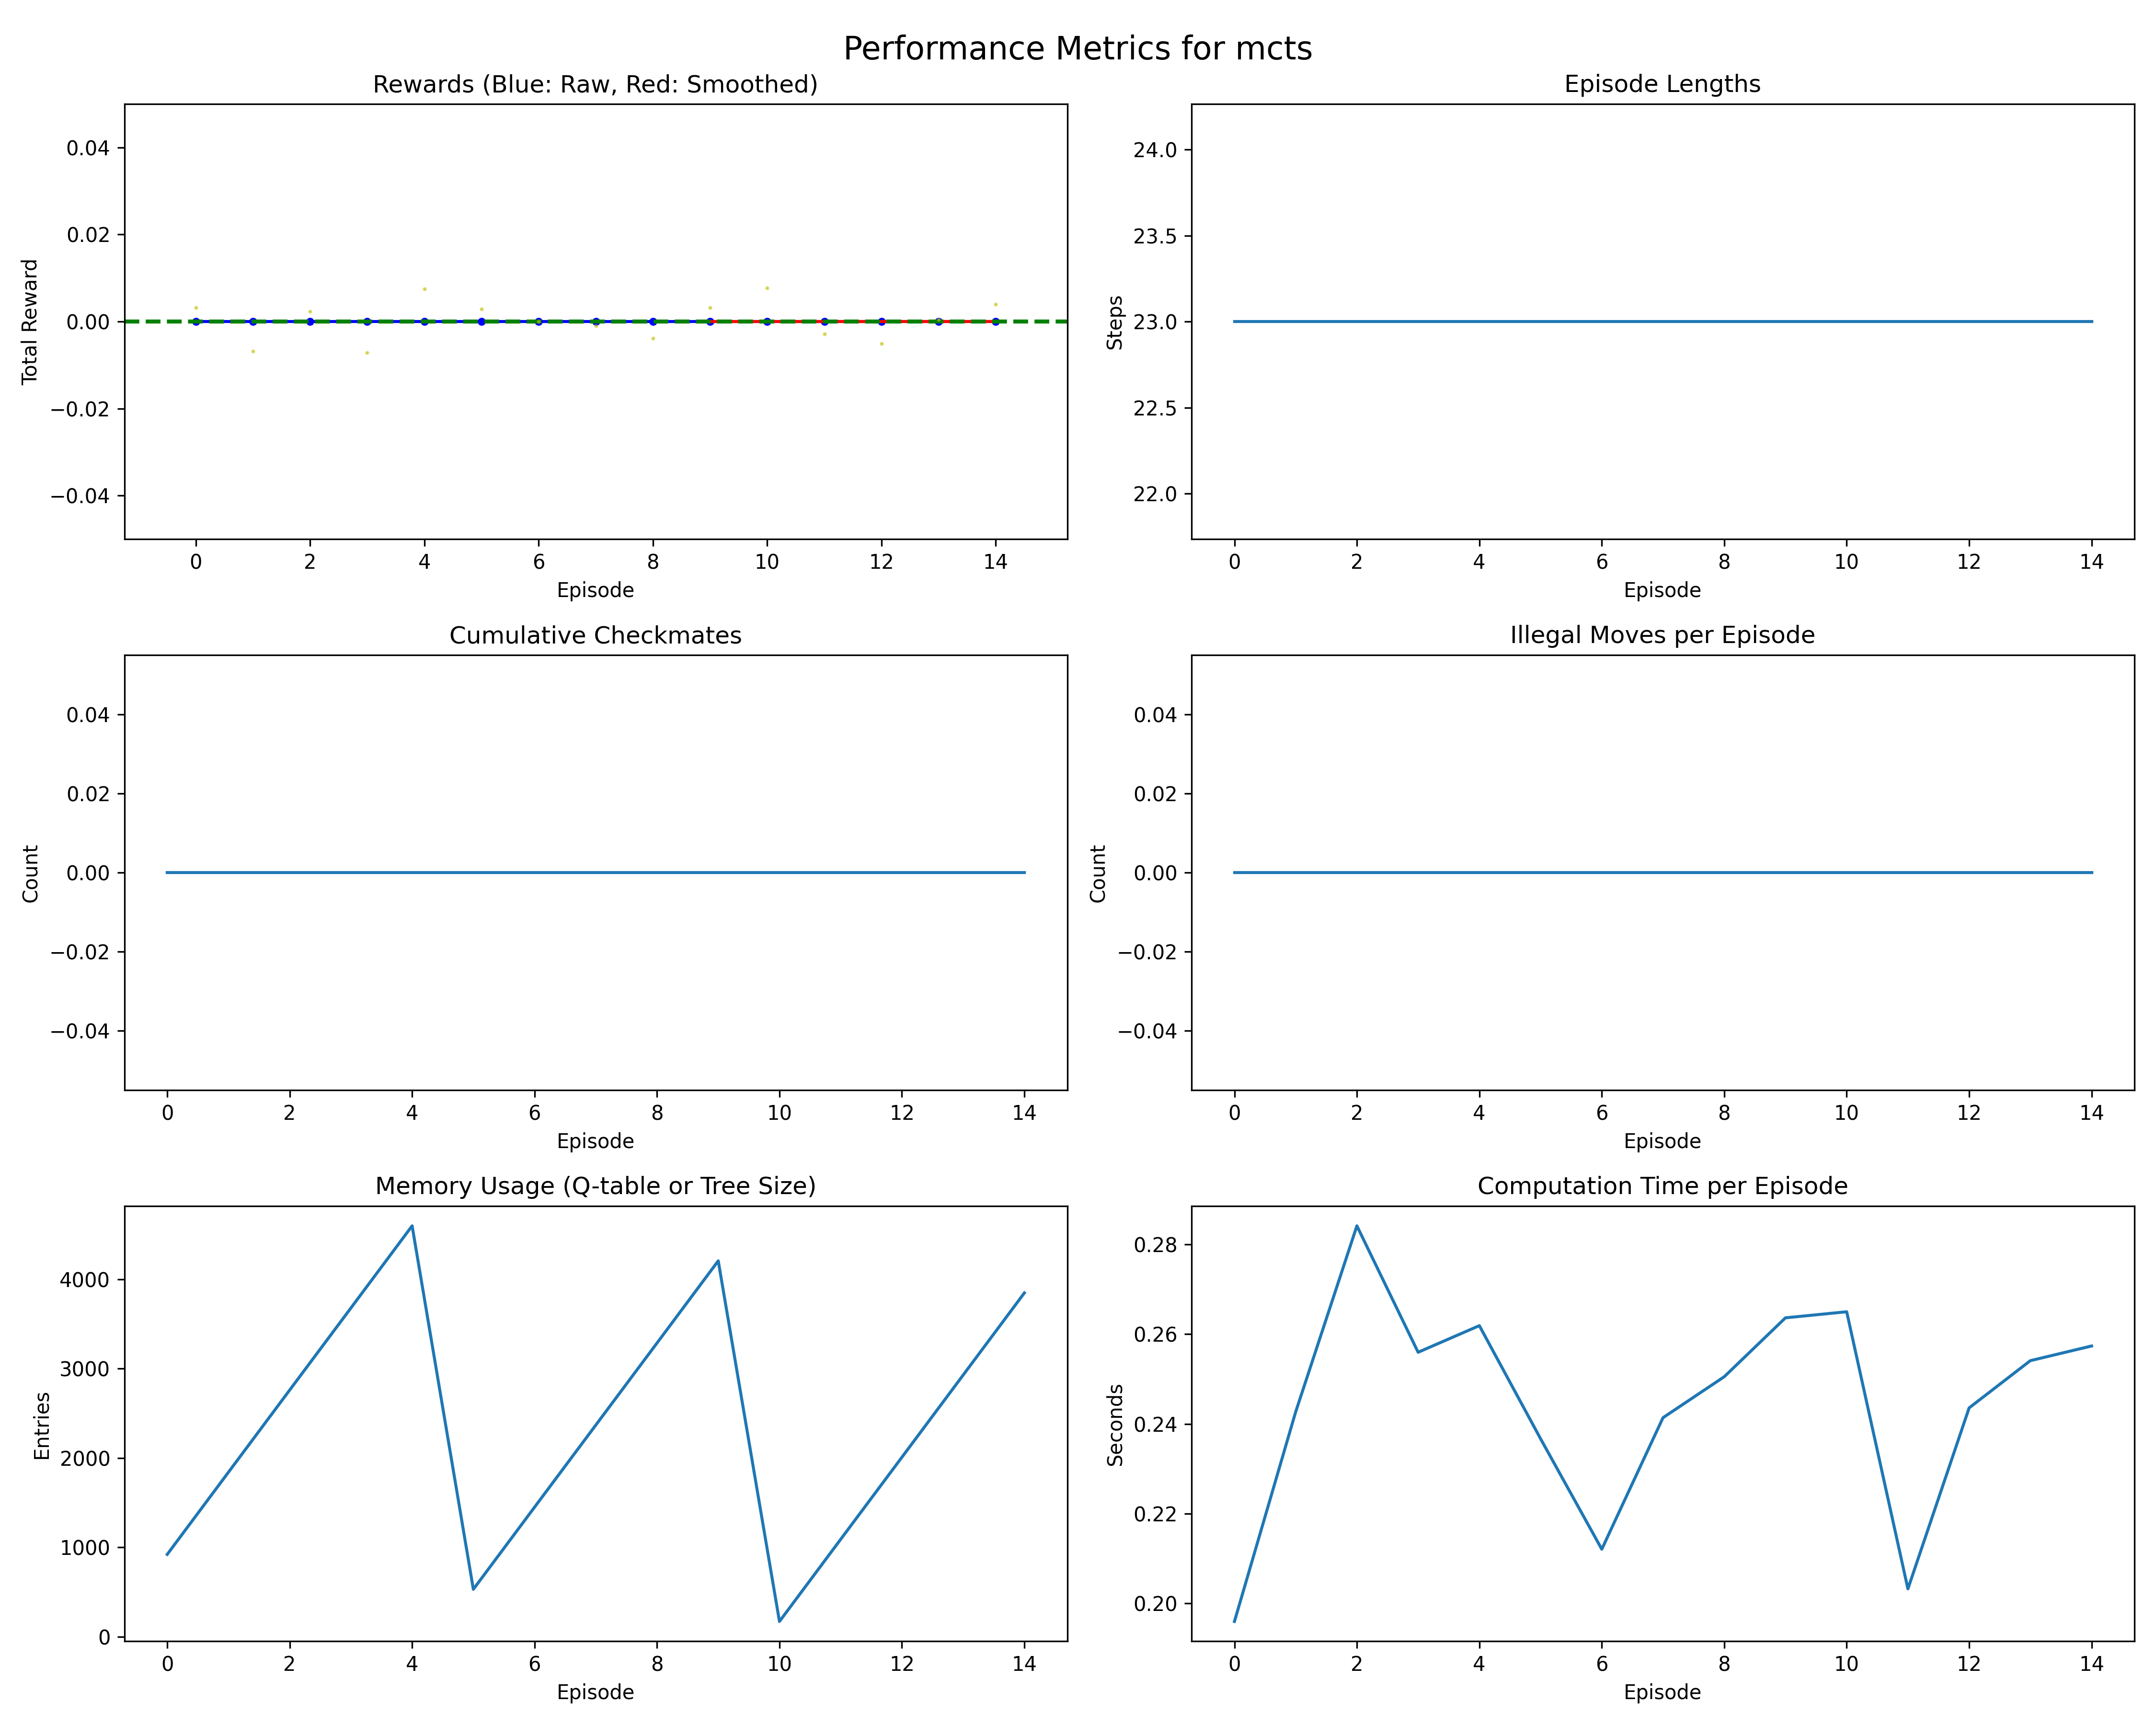 Performance Metrics for mcts
Rewards (Blue: Raw, Red: Smoothed)
Total Reward
0.04
0.02
0.00
−0.02
−0.04
0 2 4 6 8 10 12 14
Episode
Episode Lengths
Steps
24.0
23.5
23.0
22.5
22.0
0 2 4 6 8 10 12 14
Episode
Cumulative Checkmates
Count
0.04
0.02
0.00
−0.02
−0.04
0 2 4 6 8 10 12 14
Episode
Illegal Moves per Episode
Count
0.04
0.02
0.00
−0.02
−0.04
0 2 4 6 8 10 12 14
Episode
Memory Usage (Q-table or Tree Size)
Entries
4000
3000
2000
1000
0
0 2 4 6 8 10 12 14
Episode
Computation Time per Episode
Seconds
0.28
0.26
0.24
0.22
0.20
0 2 4 6 8 10 12 14
Episode